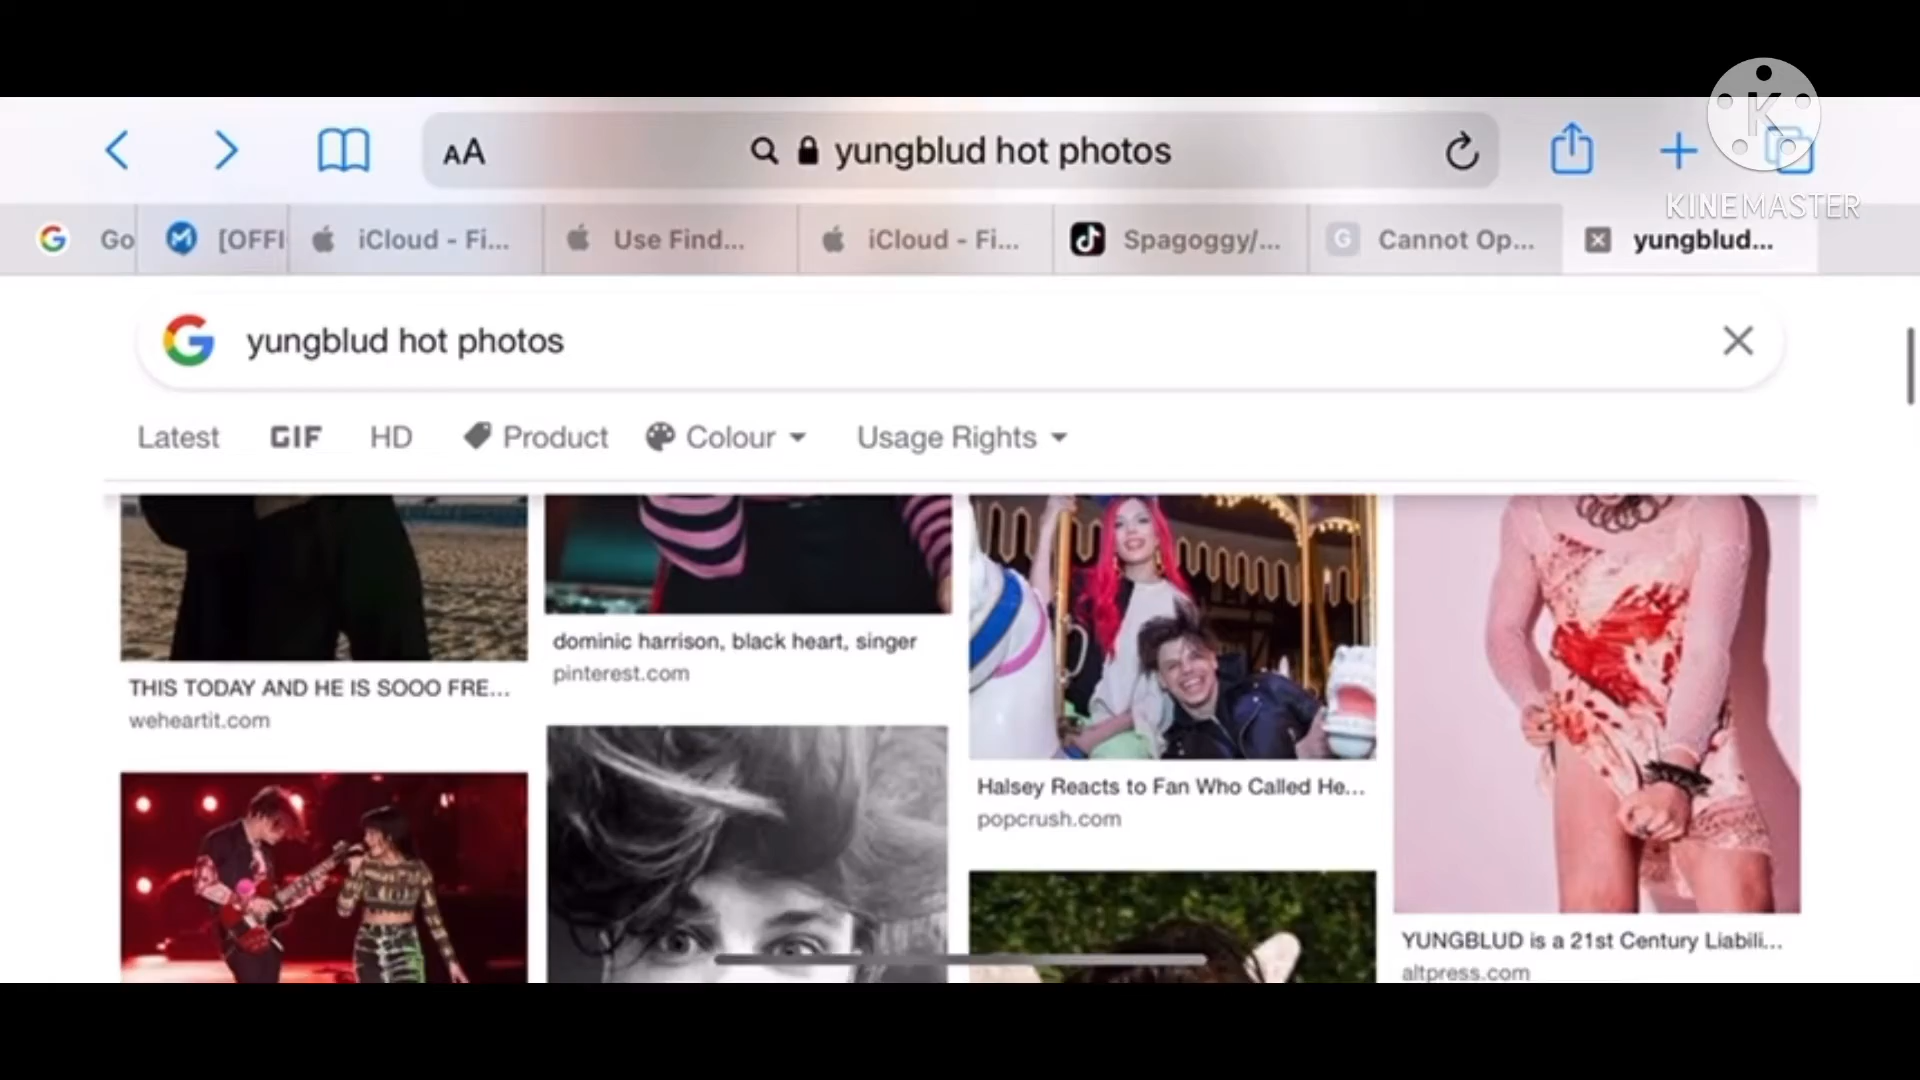 AA yungblud hot photos
K
KINEMASTER
Go [OFFI iCloud - Fi... Use Find... iCloud - Fi... Spagoggy/... G Cannot Op... yungblud...
G yungblud hot photos
Latest GIF HD Product Colour Usage Rights
dominic harrison, black heart, singer
pinterest.com
THIS TODAY AND HE IS SOOO FRE...
weheartit.com
Halsey Reacts to Fan Who Called He...
popcrush.com
YUNGBLUD is a 21st Century Liabili...
altpress.com